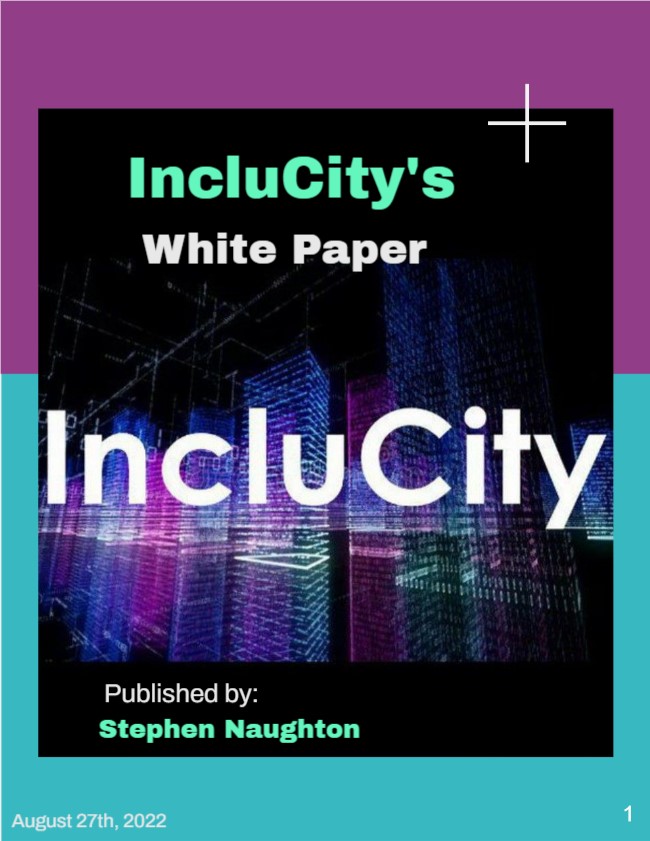 IncluCity's
White Paper
IncluCity
Published by:
Stephen Naughton
August 27th, 2022
1